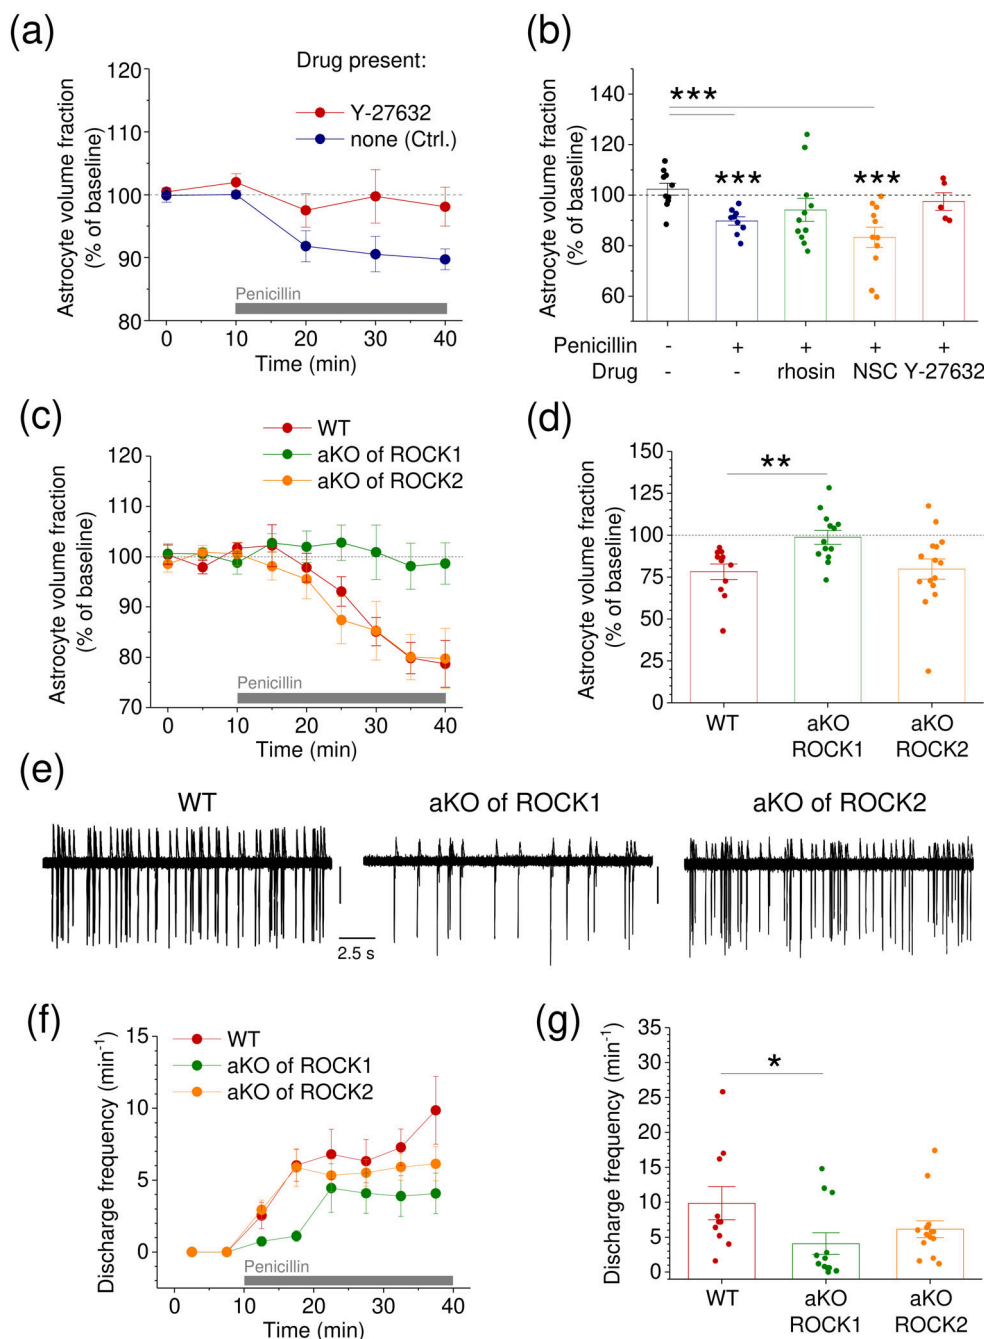 (a)
Drug present:
Y-27632
none (Ctrl.)
Astrocyte volume fraction
(% of baseline)
120
110
100
90
80
Penicillin
0 10 20 30 40
Time (min)
(b)
Astrocyte volume fraction
(% of baseline)
140
120
100
80
60
***
*** ***
Penicillin - + + + +
Drug - - rhosin NSC Y-27632
(c)
WT
aKO of ROCK1
aKO of ROCK2
Astrocyte volume fraction
(% of baseline)
120
110
100
90
80
70
Penicillin
0 10 20 30 40
Time (min)
(d)
Astrocyte volume fraction
(% of baseline)
150
125
100
75
50
25
0
**
WT aKO aKO
ROCK1 ROCK2
(e)
WT aKO of ROCK1 aKO of ROCK2
2.5 s
(f)
WT
aKO of ROCK1
aKO of ROCK2
Discharge frequency (min⁻¹)
15
10
5
0
Penicillin
0 10 20 30 40
Time (min)
(g)
Discharge frequency (min⁻¹)
35
30
25
20
15
10
5
0
*
WT aKO aKO
ROCK1 ROCK2